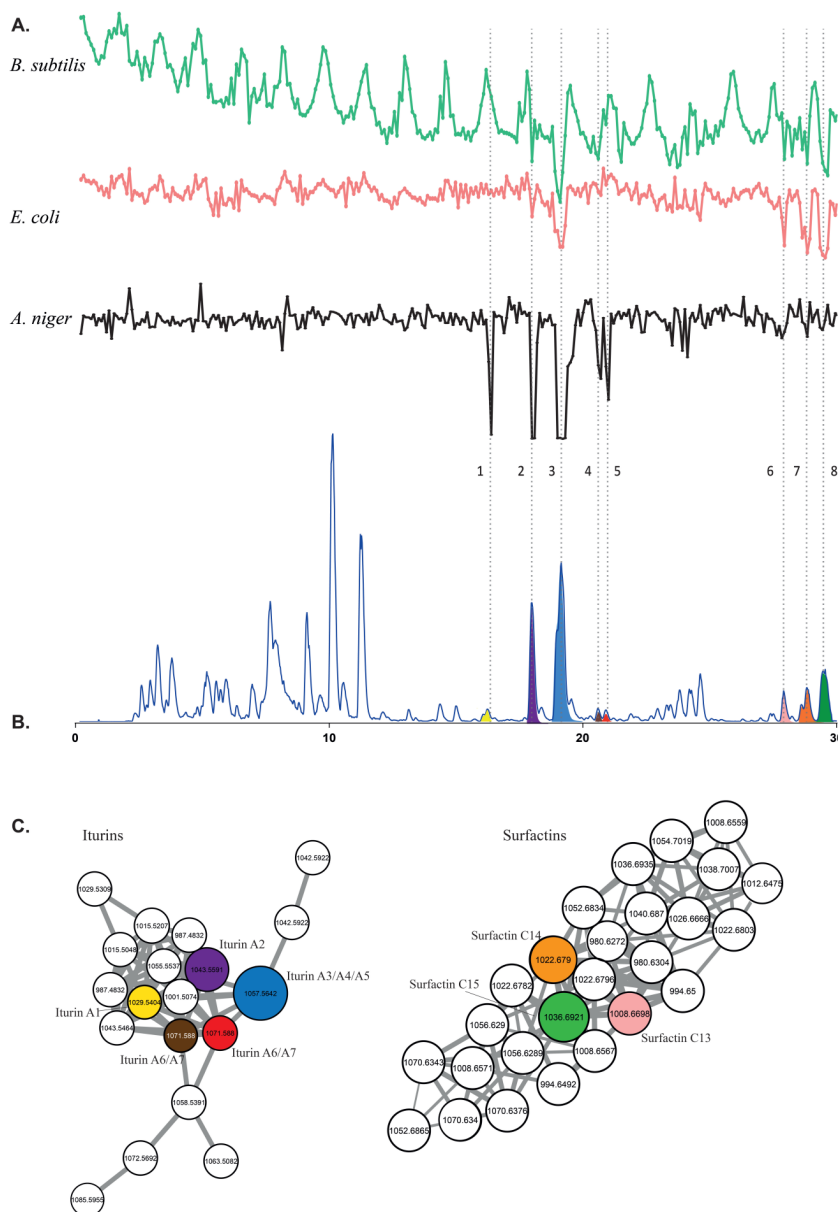 A.
B. subtilis
E. coli
A. niger
1 2 3 4 5 6 7 8
B.
0 10 20 30
C.
Iturins
Surfactins
1042.5922
1029.5309
1042.5922
1015.5207
987.4832
1015.5048
1055.5537
1043.5591
Iturin A2
987.4832
1029.5404
1001.5074
1057.5642
Iturin A3/A4/A5
Iturin A1
1043.5464
1071.588
1071.588
Iturin A6/A7
Iturin A6/A7
1058.5391
1072.5692
1063.5082
1085.5955
1008.6559
1054.7019
1036.6935
1038.7007
1012.6475
1052.6834
1040.687
1026.6666
1022.6803
Surfactin C14
980.6272
1022.679
980.6304
Surfactin C15
1022.6782
1022.6796
994.65
1036.6921
1008.6698
1056.629
Surfactin C13
1070.6343
1056.6289
1008.6567
1008.6571
994.6492
1070.6376
1070.634
1052.6865